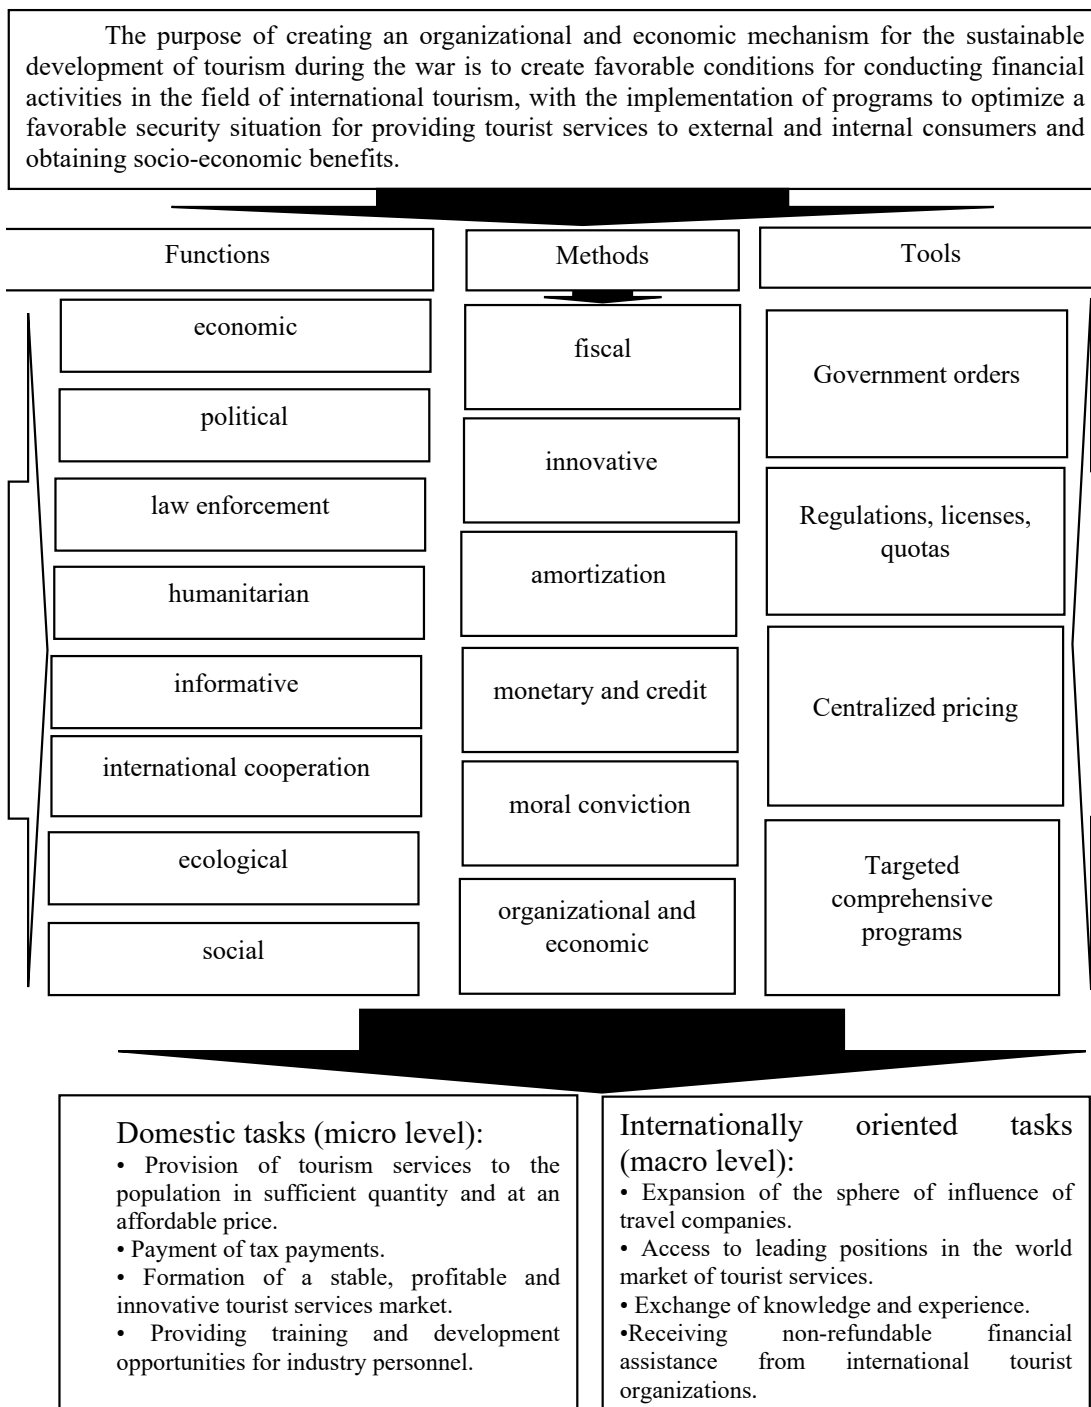 The purpose of creating an organizational and economic mechanism for the sustainable
development of tourism during the war is to create favorable conditions for conducting financial
activities in the field of international tourism, with the implementation of programs to optimize a
favorable security situation for providing tourist services to external and internal consumers and
obtaining socio-economic benefits.
Functions
economic
political
law enforcement
humanitarian
informative
international cooperation
ecological
social
Methods
fiscal
innovative
amortization
monetary and credit
moral conviction
organizational and
economic
Tools
Government orders
Regulations, licenses,
quotas
Centralized pricing
Targeted
comprehensive
programs
Domestic tasks (micro level):
• Provision of tourism services to the
population in sufficient quantity and at an
affordable price.
• Payment of tax payments.
• Formation of a stable, profitable and
innovative tourist services market.
• Providing training and development
opportunities for industry personnel.
Internationally oriented tasks
(macro level):
• Expansion of the sphere of influence of
travel companies.
• Access to leading positions in the world
market of tourist services.
• Exchange of knowledge and experience.
•Receiving non-refundable financial
assistance from international tourist
organizations.